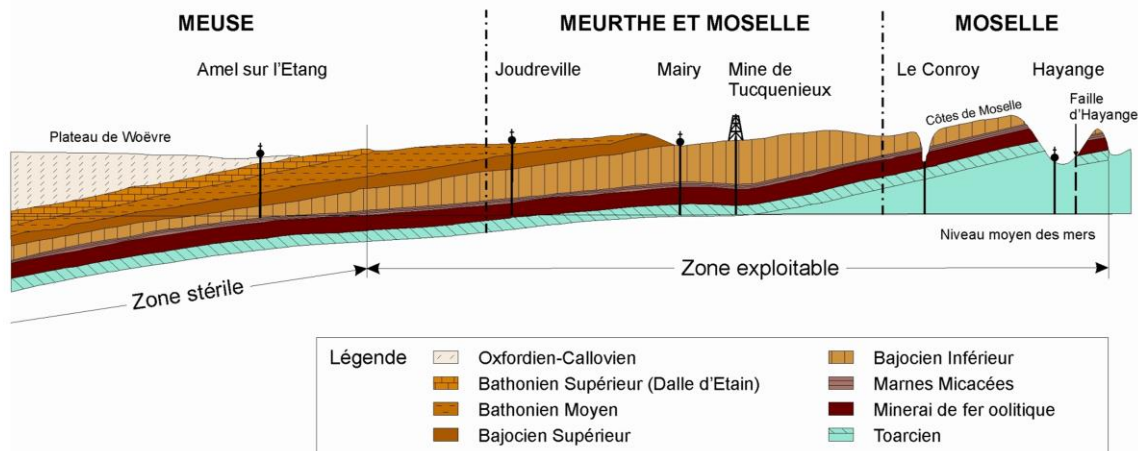 MEUSE
MEURTHE ET MOSELLE
MOSELLE
Amel sur l'Etang
Joudreville
Mairy
Mine de
Tucquenieux
Le Conroy
Hayange
Plateau de Woëvre
Côtes de Moselle
Faille
d'Hayange
Niveau moyen des mers
Zone stérile
Zone exploitable
Légende
Oxfordien-Callovien
Bathonien Supérieur (Dalle d'Etain)
Bathonien Moyen
Bajocien Supérieur
Bajocien Inférieur
Marnes Micacées
Minerai de fer oolitique
Toarcien